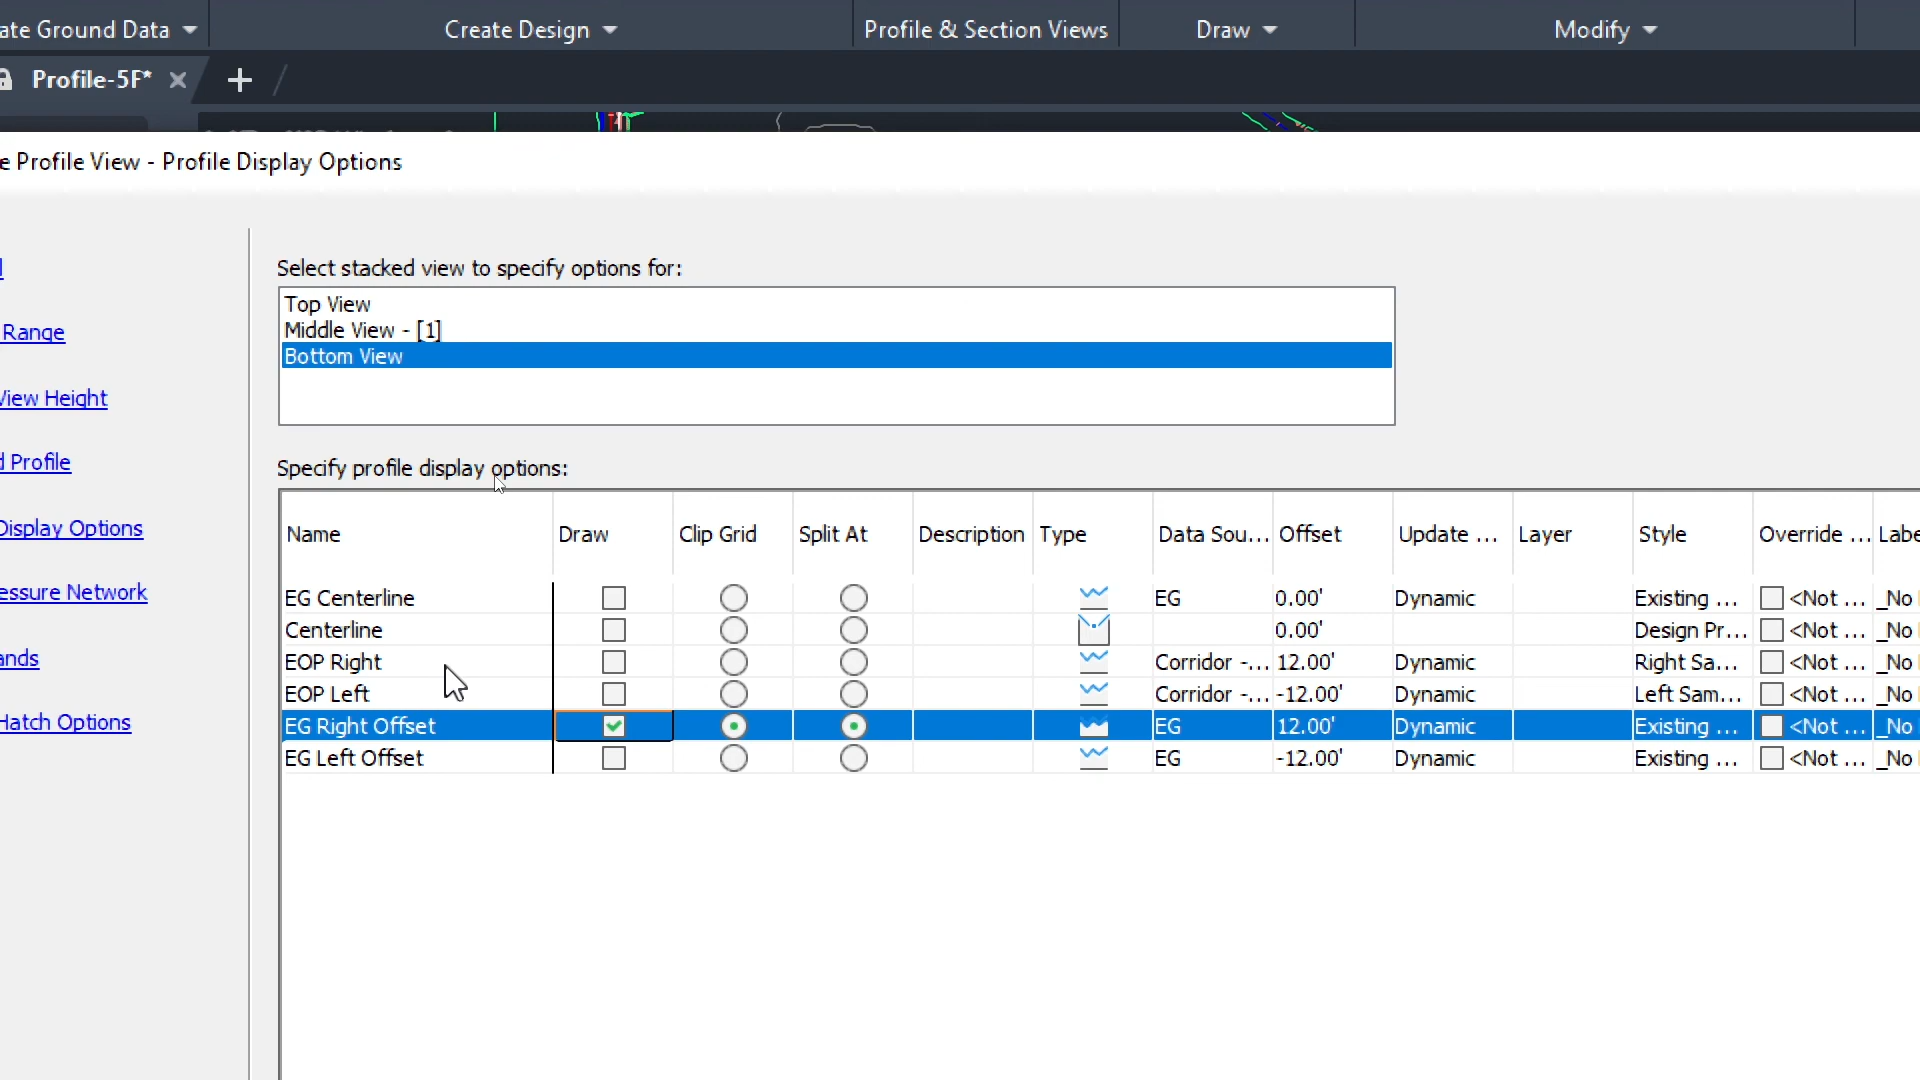 ate Ground Data
Create Design
Profile & Section Views
Draw
Modify
Profile-5F*
e Profile View - Profile Display Options
Range
View Height
d Profile
Display Options
essure Network
ands
Hatch Options
Select stacked view to specify options for:
Top View
Middle View - [1]
Bottom View
Specify profile display options:
Name Draw Clip Grid Split At Description Type Data Sou... Offset Update ... Layer Style Override ... Labe
EG Centerline EG 0.00' Dynamic Existing ... <Not ... _No
Centerline 0.00' Design Pr... <Not ... _No
EOP Right Corridor -... 12.00' Dynamic Right Sa... <Not ... _No
EOP Left Corridor -... -12.00' Dynamic Left Sam... <Not ... _No
EG Right Offset EG 12.00' Dynamic Existing ... <Not ... _No
EG Left Offset EG -12.00' Dynamic Existing ... <Not ... _No